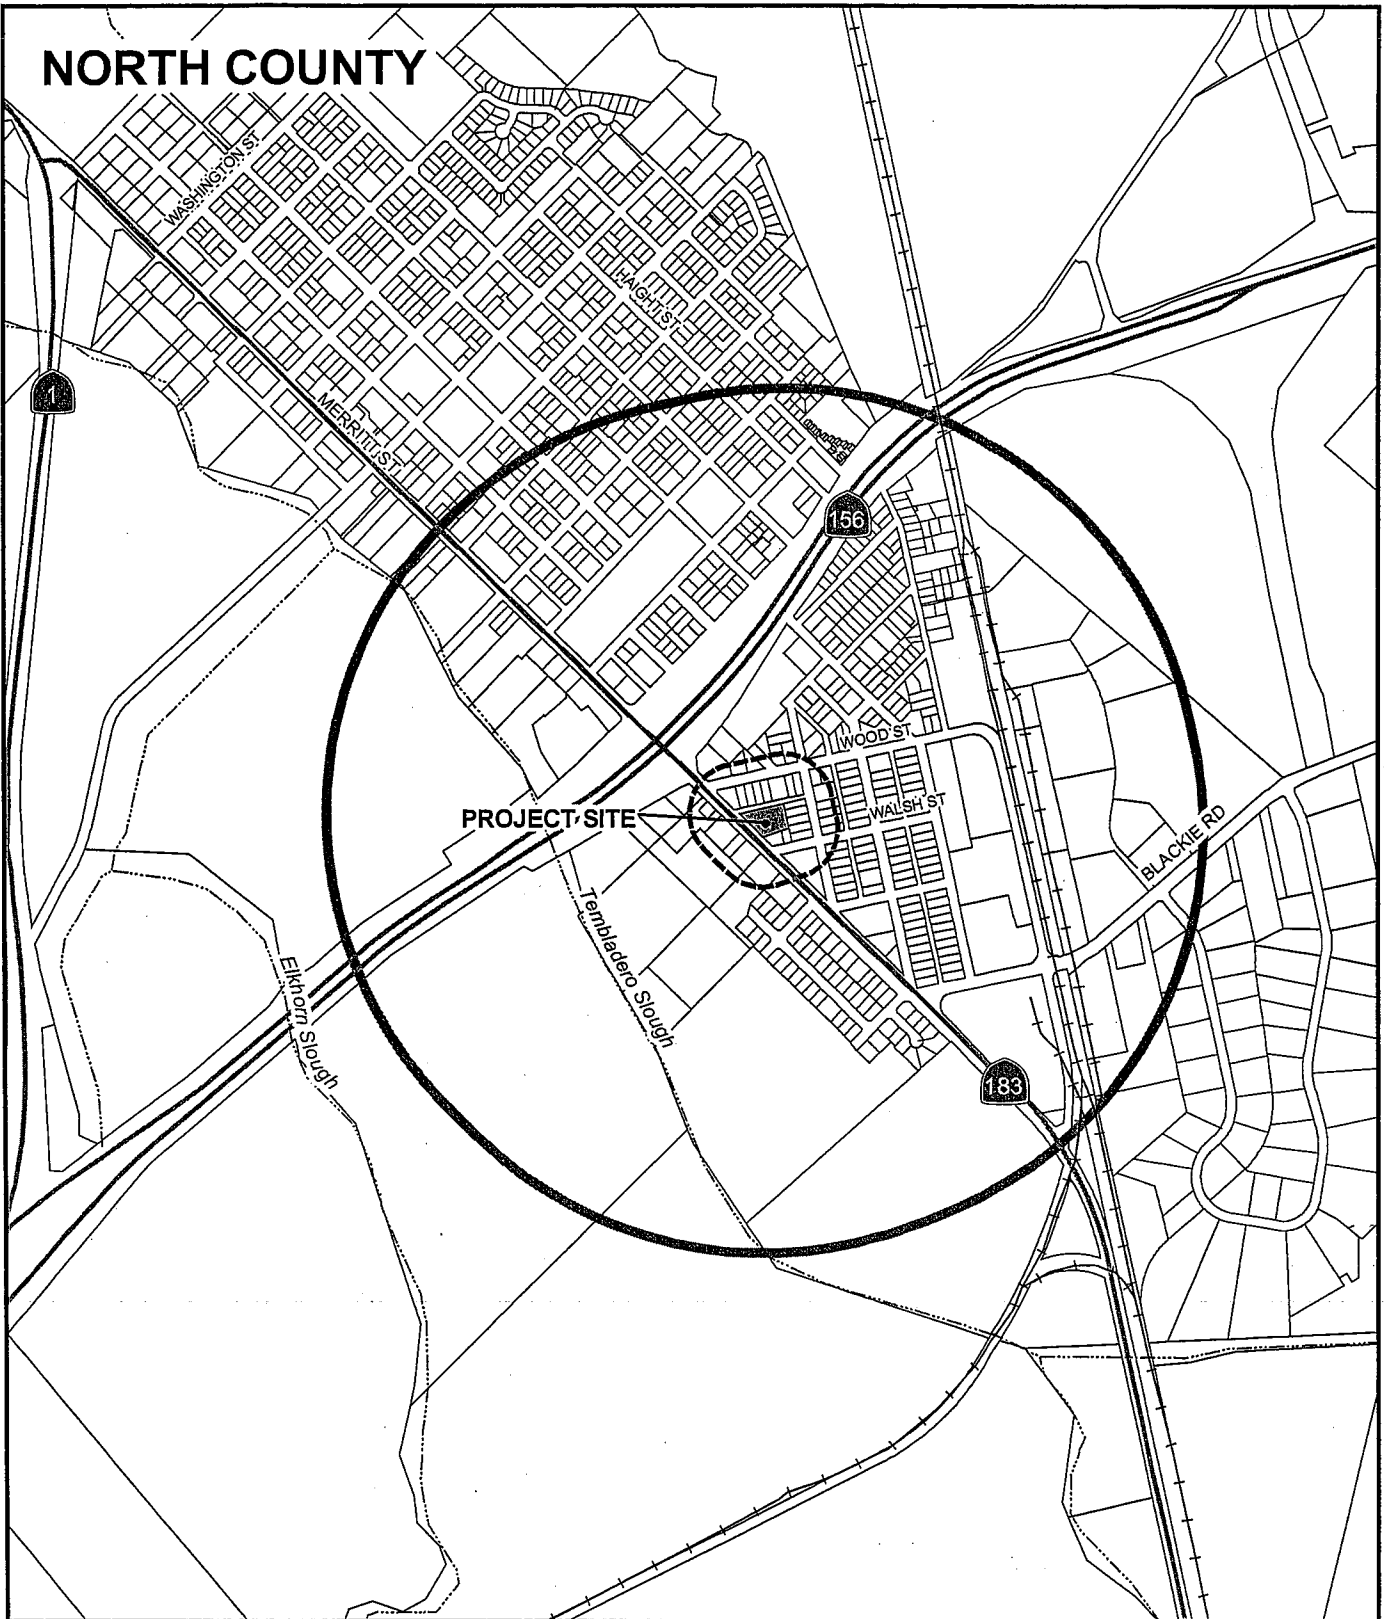 NORTH COUNTY
WASHINGTON ST
HAIGHT ST
1
MERRITT ST
156
WOOD ST
WALSH ST
PROJECT SITE
BLACKIE RD
Tembladero Slough
Elkhorn Slough
183